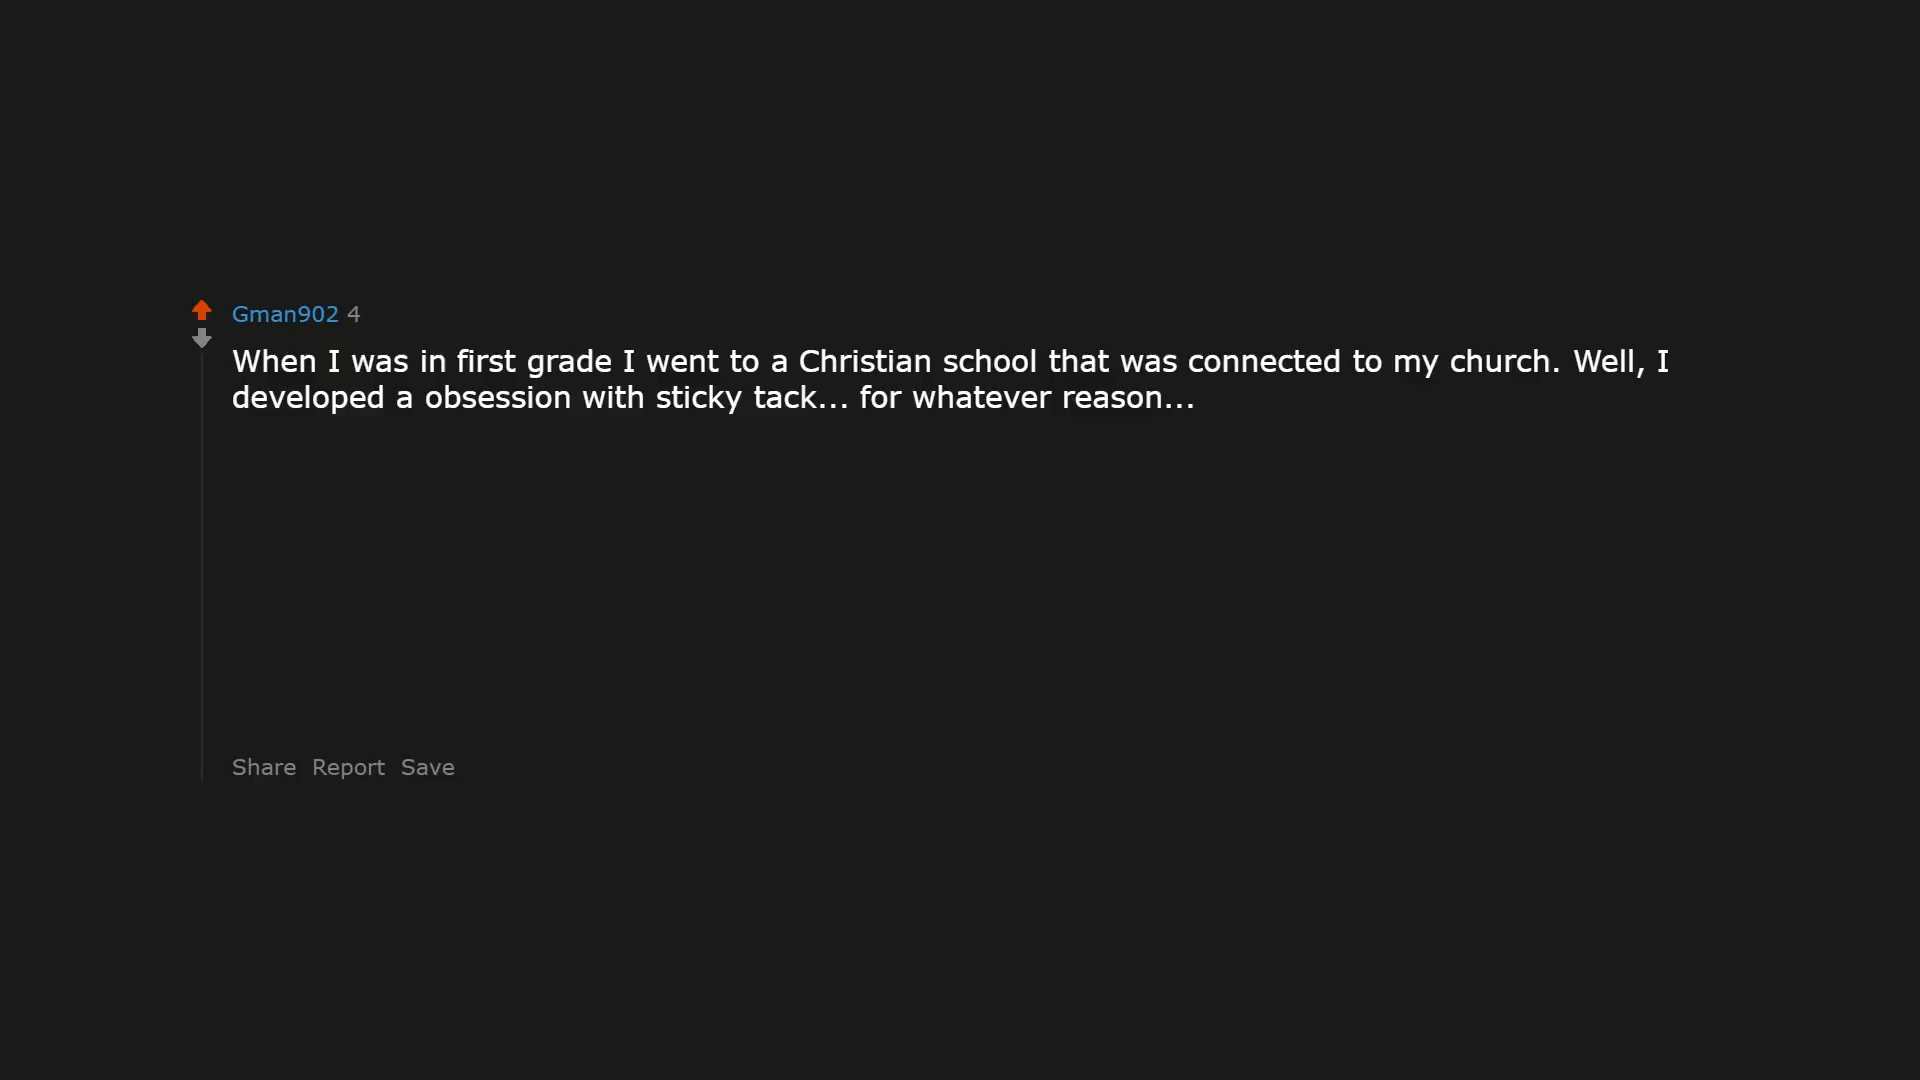 Gman902 4
When I was in first grade I went to a Christian school that was connected to my church. Well, I
developed a obsession with sticky tack... for whatever reason...
Share Report Save